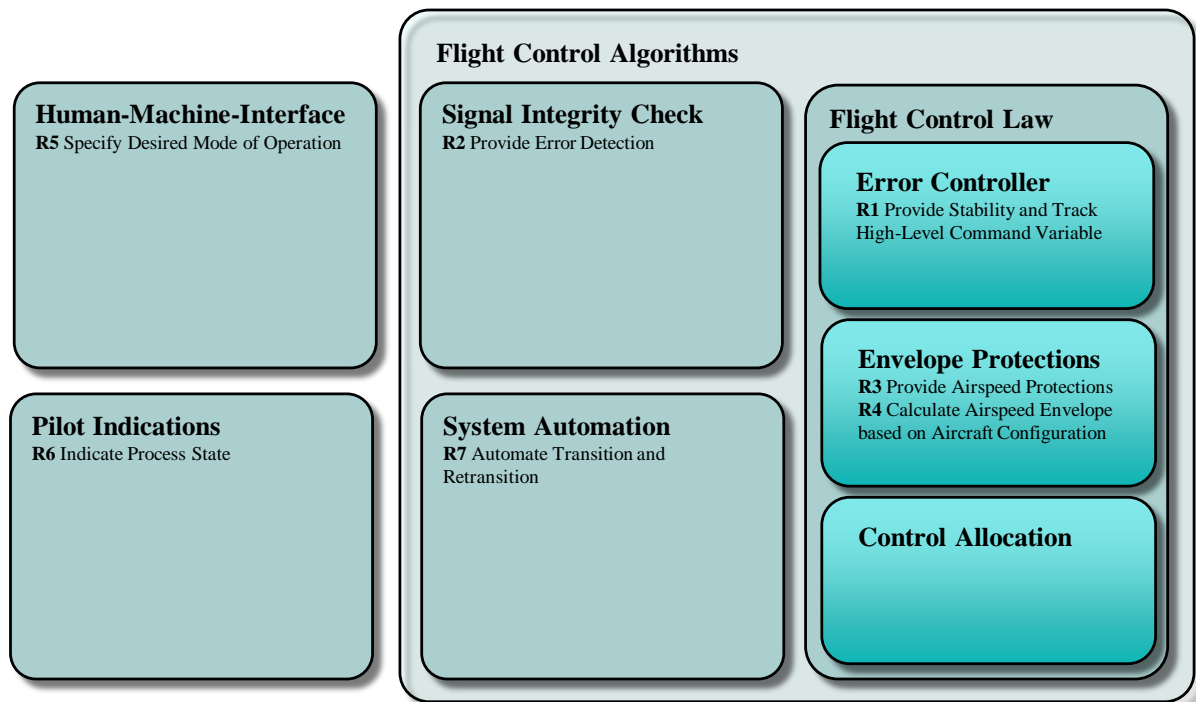 Flight Control Algorithms
Human-Machine-Interface
R5 Specify Desired Mode of Operation
Signal Integrity Check
R2 Provide Error Detection
Flight Control Law
Error Controller
R1 Provide Stability and Track
High-Level Command Variable
Envelope Protections
R3 Provide Airspeed Protections
R4 Calculate Airspeed Envelope
based on Aircraft Configuration
Pilot Indications
R6 Indicate Process State
System Automation
R7 Automate Transition and
Retransition
Control Allocation